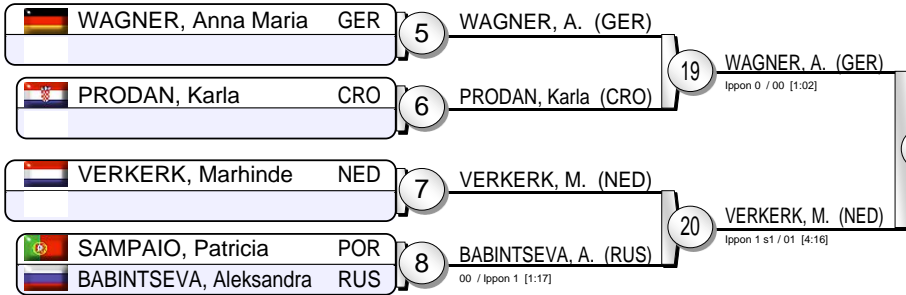 WAGNER, Anna Maria GER
5
WAGNER, A. (GER)
19
WAGNER, A. (GER)
Ippon 0 / 00 [1:02]
PRODAN, Karla CRO
6
PRODAN, Karla (CRO)
VERKERK, Marhinde NED
7
VERKERK, M. (NED)
20
VERKERK, M. (NED)
Ippon 1 s1 / 01 [4:16]
SAMPAIO, Patricia POR
BABINTSEVA, Aleksandra RUS
8
BABINTSEVA, A. (RUS)
00 / Ippon 1 [1:17]